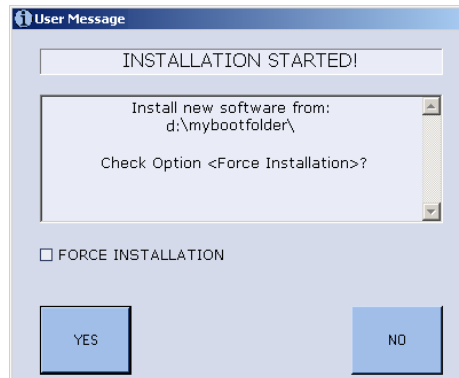 User Message
INSTALLATION STARTED!
Install new software from:
d:\mybootfolder\
Check Option <Force Installation>?
FORCE INSTALLATION
YES
NO